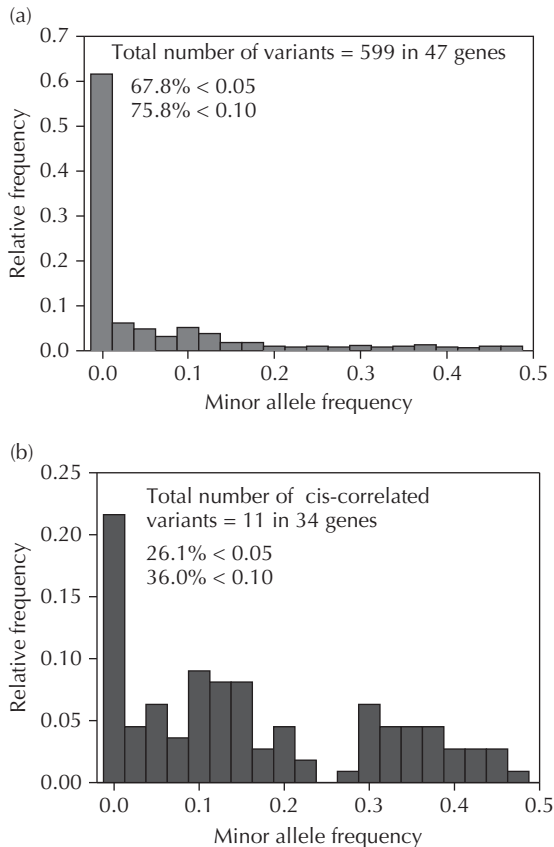 (a)
0.7
Total number of variants = 599 in 47 genes
67.8% < 0.05
0.6
75.8% < 0.10
0.5
0.4
0.3
0.2
0.1
0.0
Relative frequency
0.0 0.1 0.2 0.3 0.4 0.5
Minor allele frequency
(b)
0.25
Total number of cis-correlated
variants = 11 in 34 genes
0.20
26.1% < 0.05
36.0% < 0.10
0.15
0.10
0.05
0.00
Relative frequency
0.0 0.1 0.2 0.3 0.4 0.5
Minor allele frequency